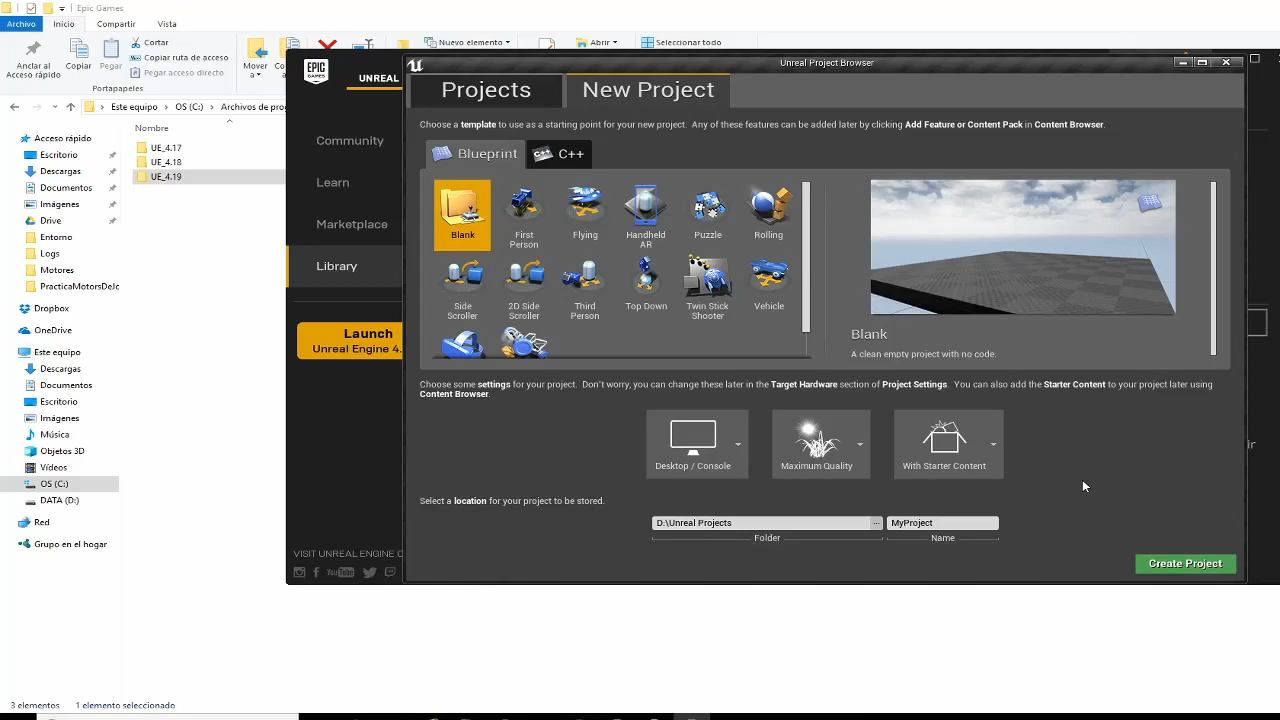 Epic Games
Archivo
Inicio
Compartir
Vista
Anclar al
Acceso rápido
Copiar
Pegar
Cortar
Copiar ruta de acceso
Pegar acceso directo
Portapapeles
Mover
a
Nuevo elemento
Abrir
Seleccionar todo
Este equipo
OS (C:)
Nombre
UE_4.17
UE_4.18
UE_4.19
Acceso rápido
Escritorio
Descargas
Documentos
Imágenes
Drive
Entorno
Logs
Motores
PracticaMotorsDeJc
Dropbox
OneDrive
Este equipo
Descargas
Documentos
Escritorio
Imágenes
Música
Objetos 3D
Vídeos
OS (C:)
DATA (D:)
Red
Grupo en el hogar
3 elementos
1 elemento seleccionado
EPIC
GAMES
UNREAL
Community
Learn
Marketplace
Library
Launch
Unreal Engine 4.
VISIT UNREAL ENGINE
YouTube
Unreal Project Browser
Projects
New Project
Choose a template to use as a starting point for your new project. Any of these features can be added later by clicking Add Feature or Content Pack in Content Browser.
Blueprint
C++
Blank
First
Person
Flying
Handheld
AR
Puzzle
Rolling
Side
Scroller
2D Side
Scroller
Third
Person
Top Down
Twin Stick
Shooter
Vehicle
Blank
A clean empty project with no code.
Choose some settings for your project. Don't worry, you can change these later in the Target Hardware section of Project Settings. You can also add the Starter Content to your project later using
Content Browser.
Desktop / Console
Maximum Quality
With Starter Content
Select a location for your project to be stored.
D:\Unreal Projects
...
MyProject
Folder
Name
Create Project